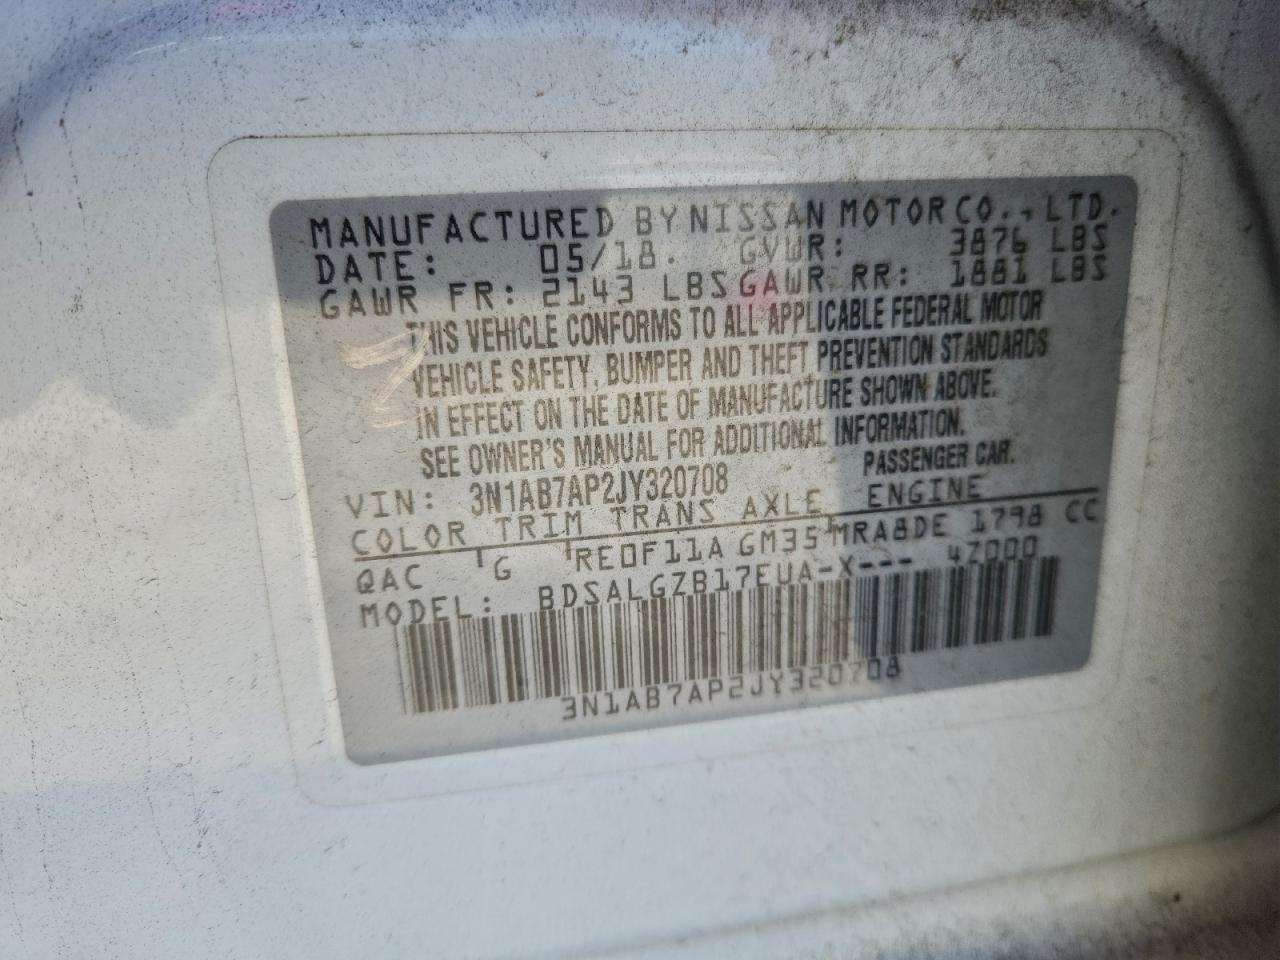 MANUFACTURED BY NISSAN MOTOR CO., LTD.
DATE: 05/18. GVWR: 3876 LBS
GAWR FR: 2143 LBS GAWR RR: 1881 LBS
THIS VEHICLE CONFORMS TO ALL APPLICABLE FEDERAL MOTOR
VEHICLE SAFETY, BUMPER AND THEFT PREVENTION STANDARDS
IN EFFECT ON THE DATE OF MANUFACTURE SHOWN ABOVE.
SEE OWNER'S MANUAL FOR ADDITIONAL INFORMATION.
VIN: 3N1AB7AP2JY320708 PASSENGER CAR.
COLOR TRIM TRANS AXLE ENGINE
QAC G RE0F11A GM35 MRA8DE 1798 CC
MODEL: BDSALGZB17EUA-X--- 4Z000
3N1AB7AP2JY320708